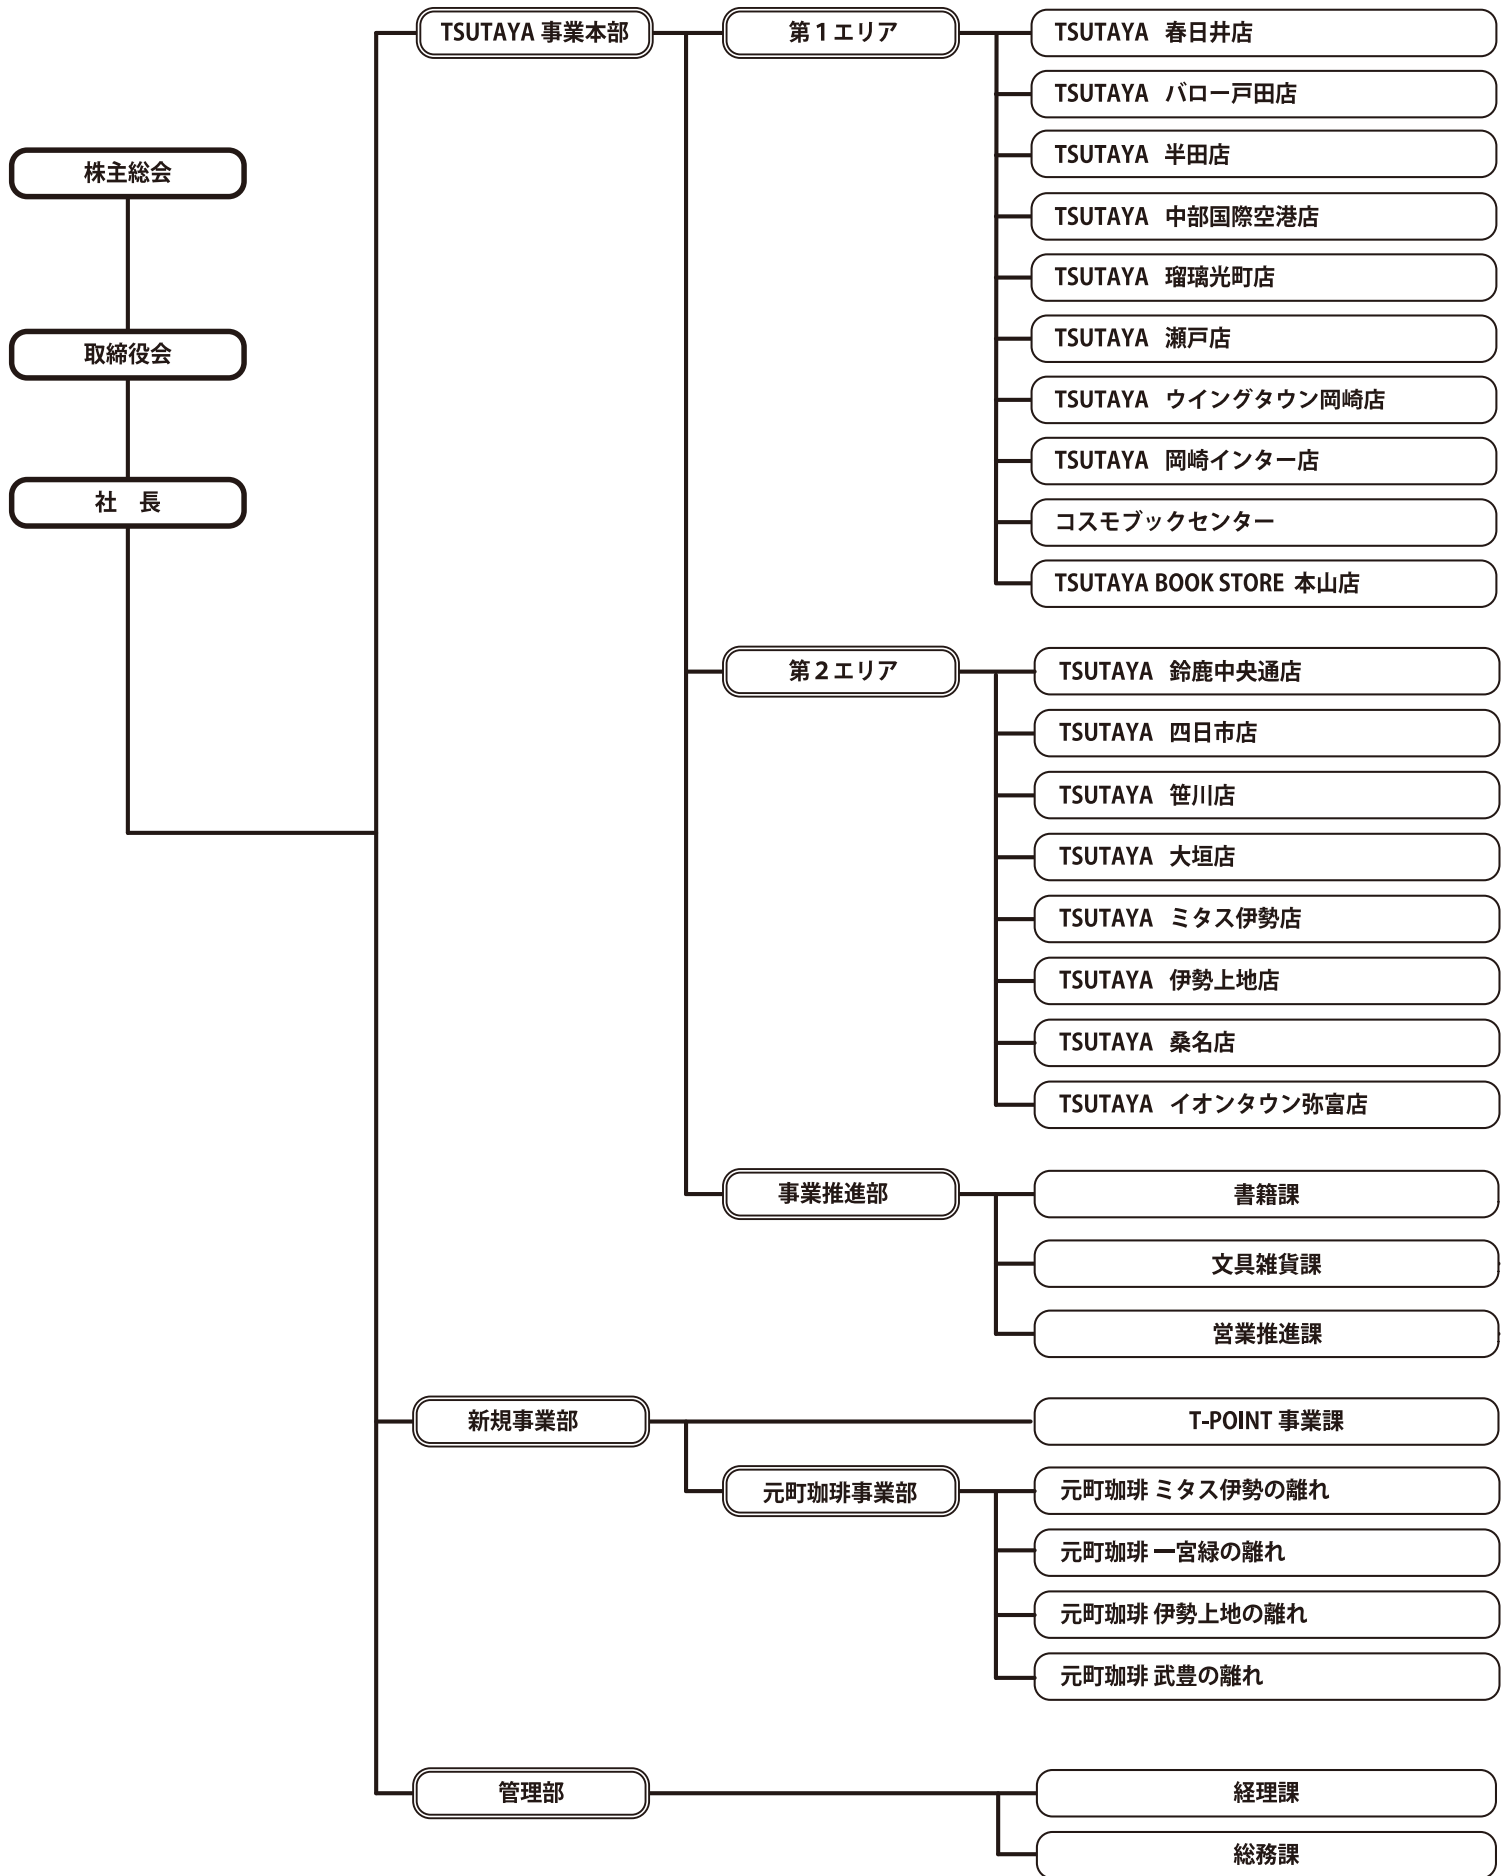 株主総会
取締役会
社　長
TSUTAYA 事業本部
第１エリア
TSUTAYA 春日井店
TSUTAYA バロー戸田店
TSUTAYA 半田店
TSUTAYA 中部国際空港店
TSUTAYA 瑠璃光町店
TSUTAYA 瀬戸店
TSUTAYA ウイングタウン岡崎店
TSUTAYA 岡崎インター店
コスモブックセンター
TSUTAYA BOOK STORE 本山店
第２エリア
TSUTAYA 鈴鹿中央通店
TSUTAYA 四日市店
TSUTAYA 笹川店
TSUTAYA 大垣店
TSUTAYA ミタス伊勢店
TSUTAYA 伊勢上地店
TSUTAYA 桑名店
TSUTAYA イオンタウン弥富店
事業推進部
書籍課
文具雑貨課
営業推進課
新規事業部
T-POINT 事業課
元町珈琲事業部
元町珈琲 ミタス伊勢の離れ
元町珈琲 一宮緑の離れ
元町珈琲 伊勢上地の離れ
元町珈琲 武豊の離れ
管理部
経理課
総務課